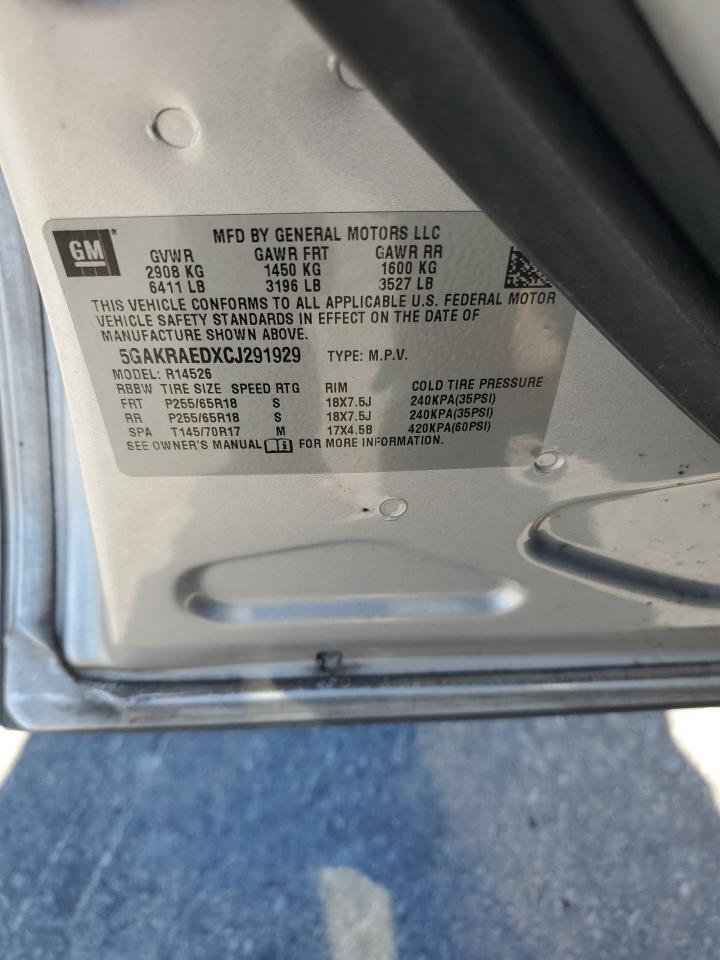 GM
MFD BY GENERAL MOTORS LLC
GVWR GAWR FRT GAWR RR
2908 KG 1450 KG 1600 KG
6411 LB 3196 LB 3527 LB
THIS VEHICLE CONFORMS TO ALL APPLICABLE U.S. FEDERAL MOTOR
VEHICLE SAFETY STANDARDS IN EFFECT ON THE DATE OF
MANUFACTURE SHOWN ABOVE.
5GAKRAEDXCJ291929 TYPE: M.P.V.
MODEL: R14526
RBBW TIRE SIZE SPEED RTG RIM COLD TIRE PRESSURE
FRT P255/65R18 S 18X7.5J 240KPA(35PSI)
RR P255/65R18 S 18X7.5J 240KPA(35PSI)
SPA T145/70R17 M 17X4.5B 420KPA(60PSI)
SEE OWNER'S MANUAL FOR MORE INFORMATION.